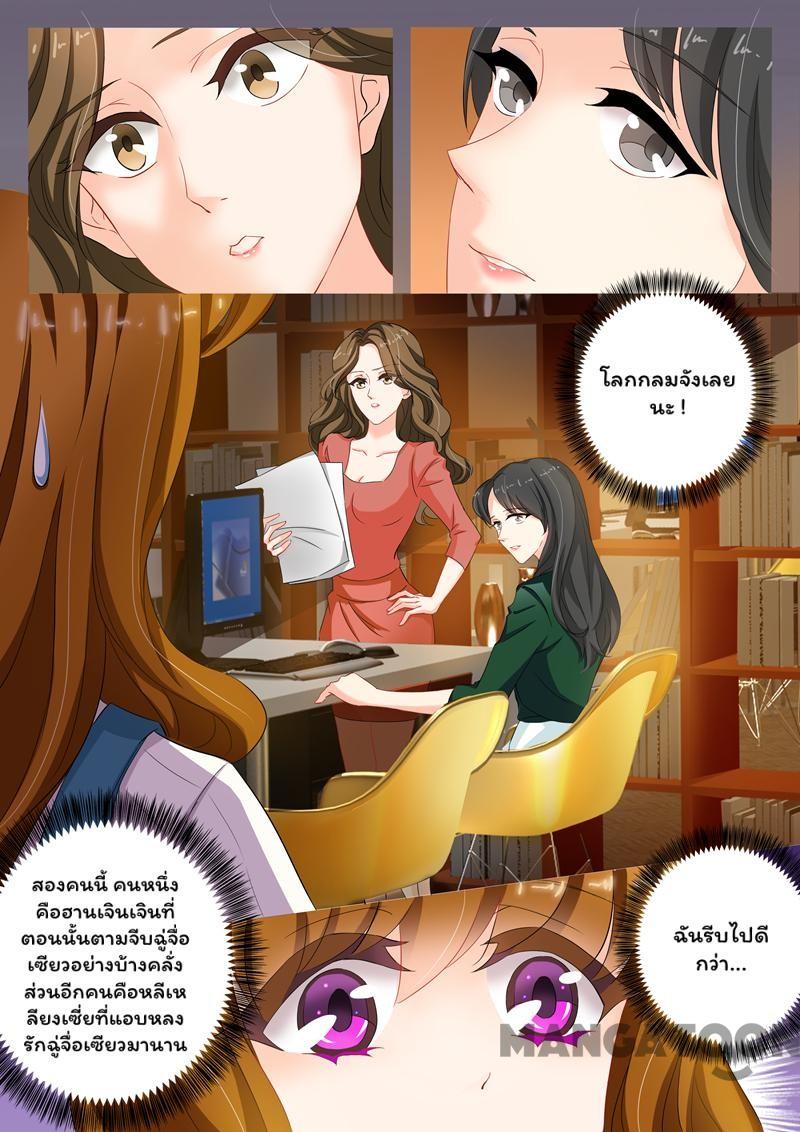 โลกกลมจังเลย
นะ !
สองคนนี้ คนหนึ่ง
คือฮานเจินเจินที่
ตอนนั้นตามจีบฉู่จื่อ
เซียวอย่างบ้างคลั่ง
ส่วนอีกคนคือหลีเห
ลียงเซี่ยที่แอบหลง
รักฉู่จื่อเซียวมานาน
ฉันรีบไปดี
กว่า...
MANGATOON